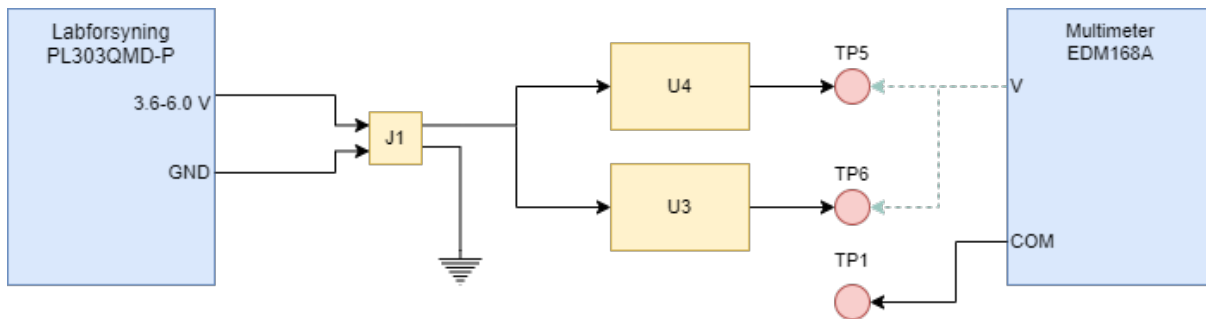 Labforsyning
PL303QMD-P
3.6-6.0 V
GND
J1
U4
U3
TP5
TP6
TP1
Multimeter
EDM168A
V
COM